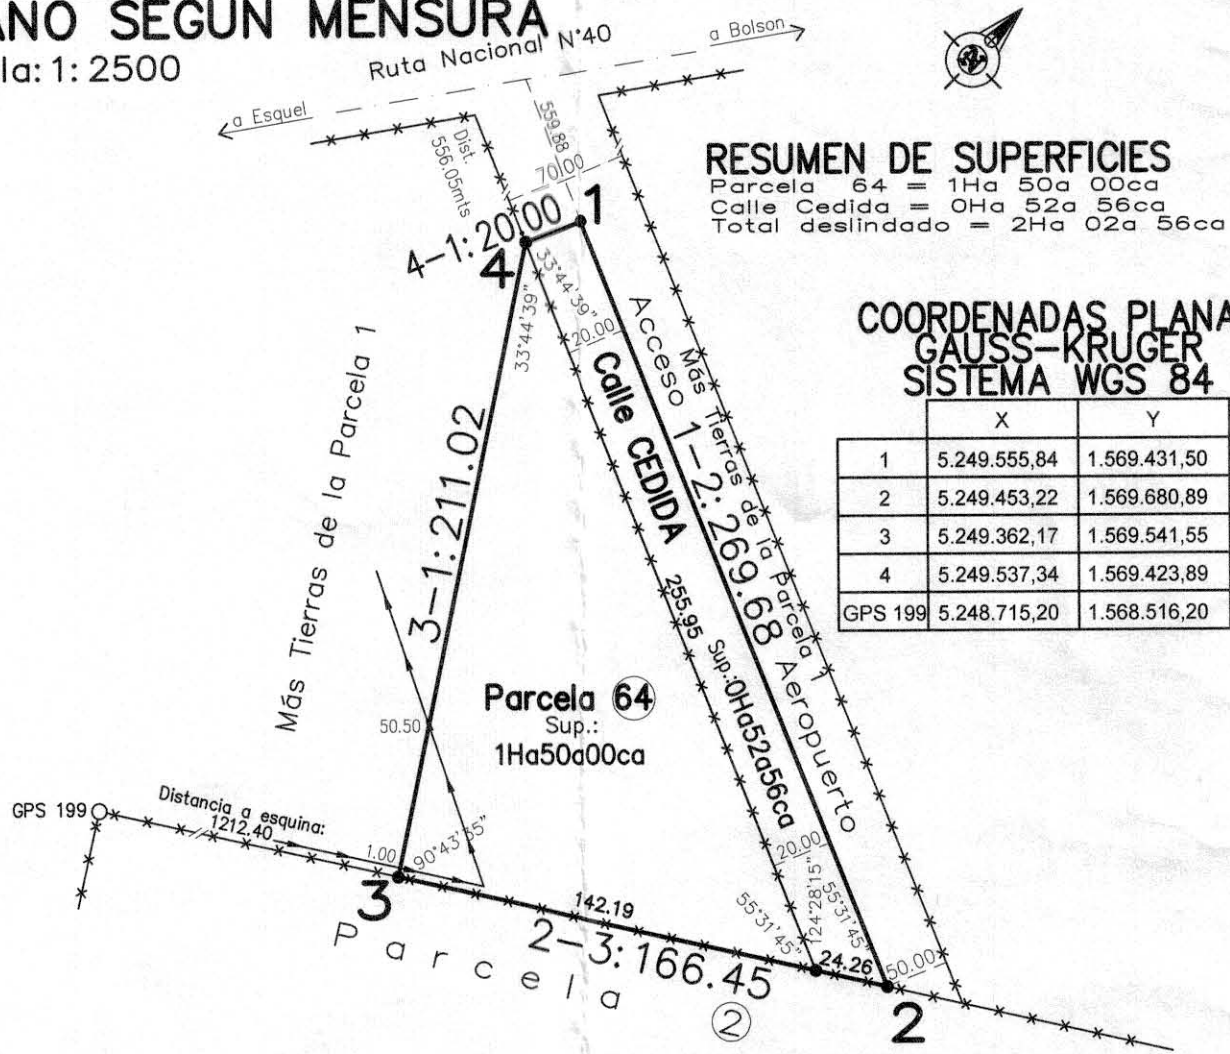 ANO SEGUN MENSURA
la: 1: 2500
Ruta Nacional N°40
a Bolson
a Esquel
Dist.
556.05mts
559.88
70.00
RESUMEN DE SUPERFICIES
Parcela 64 = 1Ha 50a 00ca
Calle Cedida = 0Ha 52a 56ca
Total deslindado = 2Ha 02a 56ca
4-1: 20.00
1
4
33°44'39"
33°44'39"
20.00
Acceso 1-2: 269.68 Aeropuerto
Más Tierras de la Parcela 1
Calle CEDIDA
255.95
Sup.:0Ha52a56ca
COORDENADAS PLANA
GAUSS-KRUGER
SISTEMA WGS 84
X Y
1 5.249.555,84 1.569.431,50
2 5.249.453,22 1.569.680,89
3 5.249.362,17 1.569.541,55
4 5.249.537,34 1.569.423,89
GPS 199 5.248.715,20 1.568.516,20
Más Tierras de la Parcela 1
3-1: 211.02
Parcela 64
Sup.:
1Ha50a00ca
50.50
GPS 199
Distancia a esquina:
1212.40
1.00
90°43'35"
3
142.19
2-3: 166.45
55°31'45"
124°28'15"
55°31'45"
20.00
24.26
50.00
2
Parcela
2